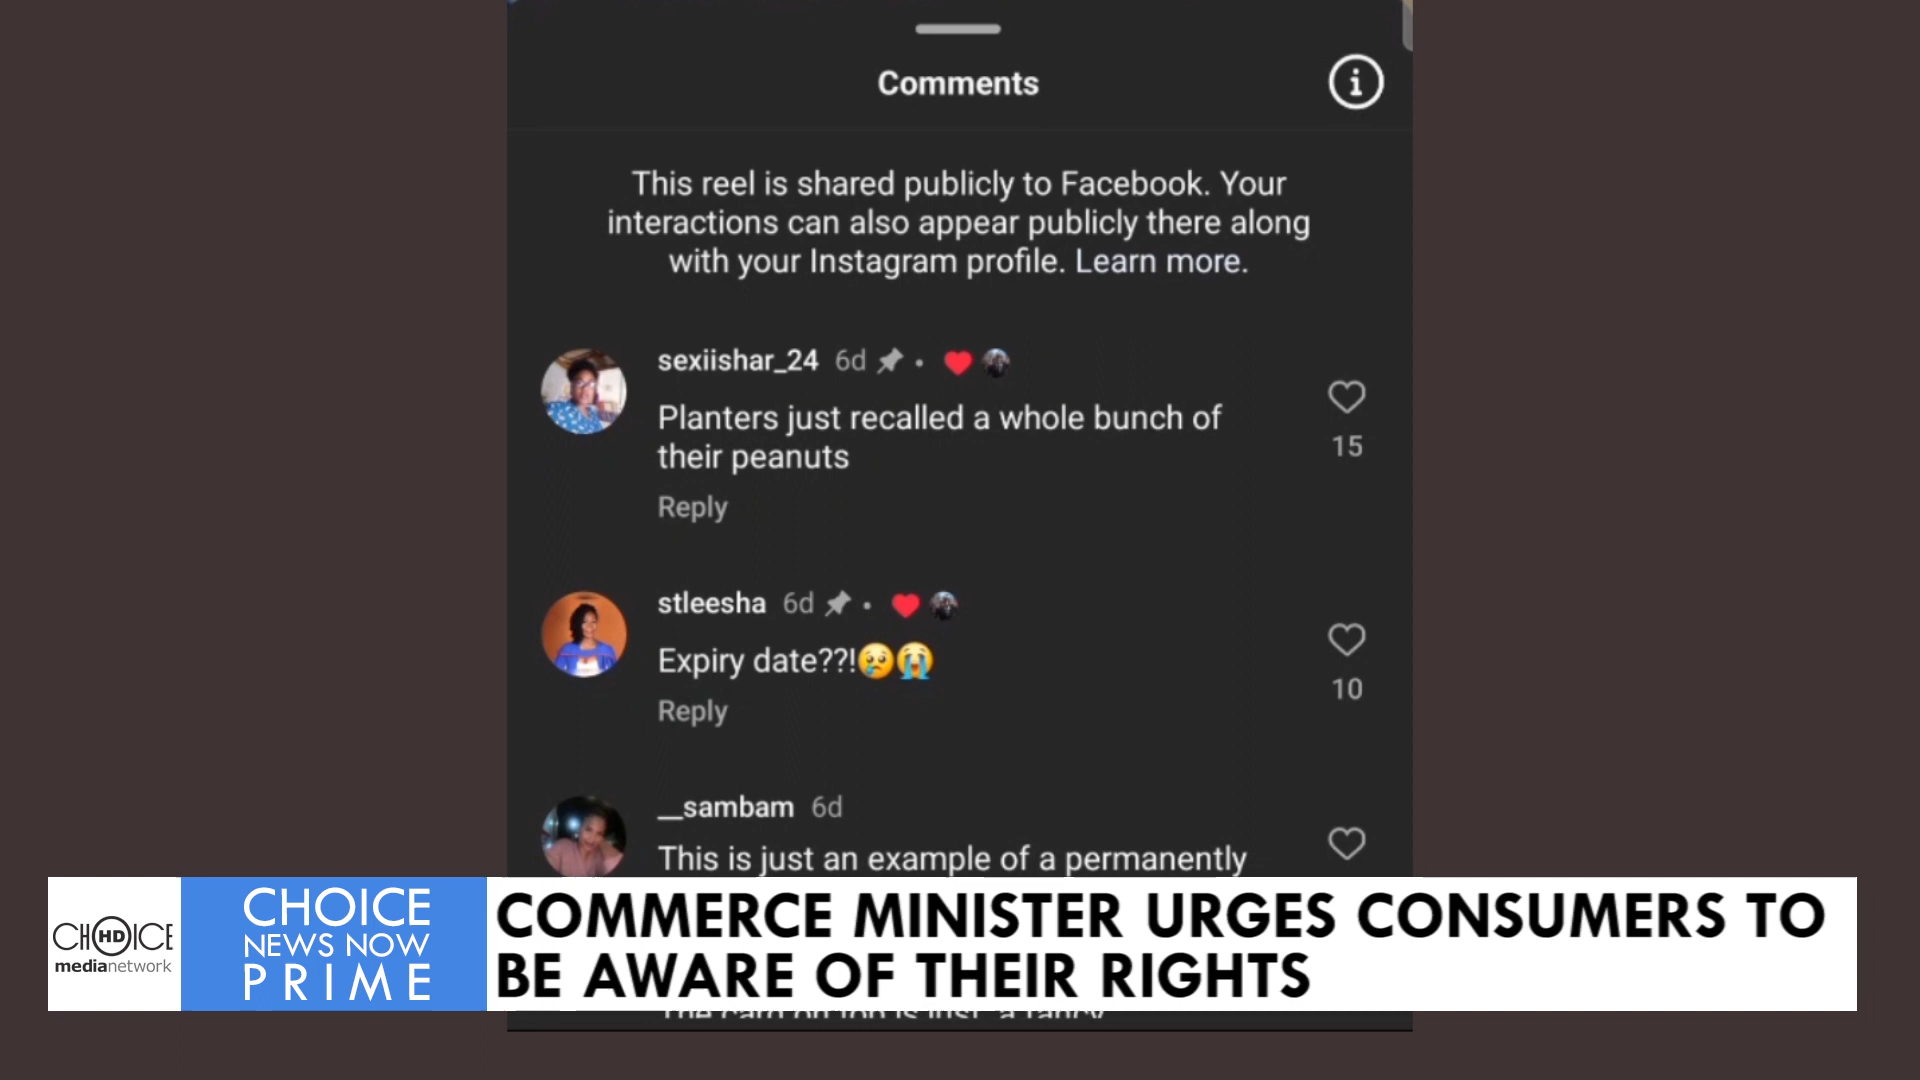 Comments
This reel is shared publicly to Facebook. Your
interactions can also appear publicly there along
with your Instagram profile. Learn more.
sexiishar_24 6d
Planters just recalled a whole bunch of
their peanuts
15
Reply
stleesha 6d
Expiry date??!😢😭
10
Reply
__sambam 6d
This is just an example of a permanently
CHOICE HD
medianetwork
CHOICE
NEWS NOW
PRIME
COMMERCE MINISTER URGES CONSUMERS TO
BE AWARE OF THEIR RIGHTS